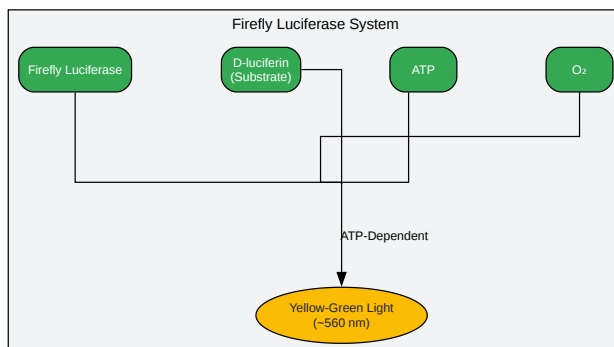 Firefly Luciferase System
Firefly Luciferase
D-luciferin
(Substrate)
ATP
O₂
ATP-Dependent
Yellow-Green Light
(~560 nm)